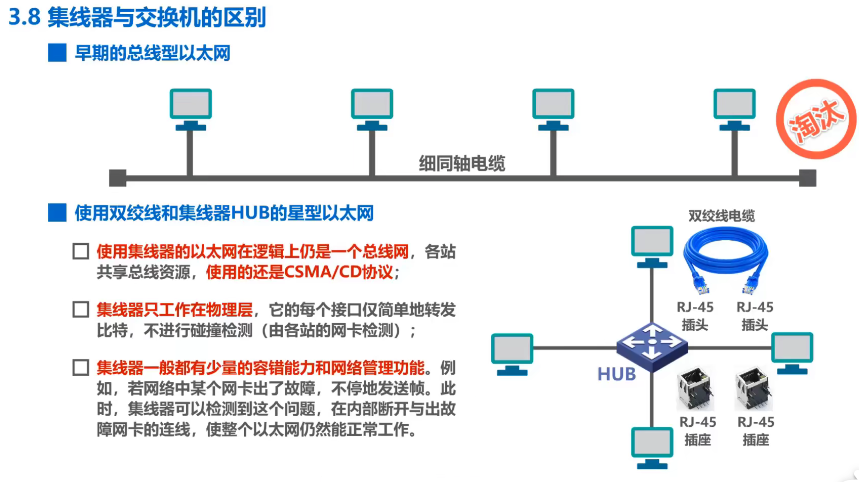 3.8 集线器与交换机的区别
早期的总线型以太网
淘汰
细同轴电缆
使用双绞线和集线器HUB的星型以太网
使用集线器的以太网在逻辑上仍是一个总线网，各站
共享总线资源，使用的还是CSMA/CD协议；
集线器只工作在物理层，它的每个接口仅简单地转发
比特，不进行碰撞检测（由各站的网卡检测）；
集线器一般都有少量的容错能力和网络管理功能。例
如，若网络中某个网卡出了故障，不停地发送帧。此
时，集线器可以检测到这个问题，在内部断开与出故
障网卡的连线，使整个以太网仍然能正常工作。
双绞线电缆
RJ-45
插头
RJ-45
插头
HUB
RJ-45
插座
RJ-45
插座